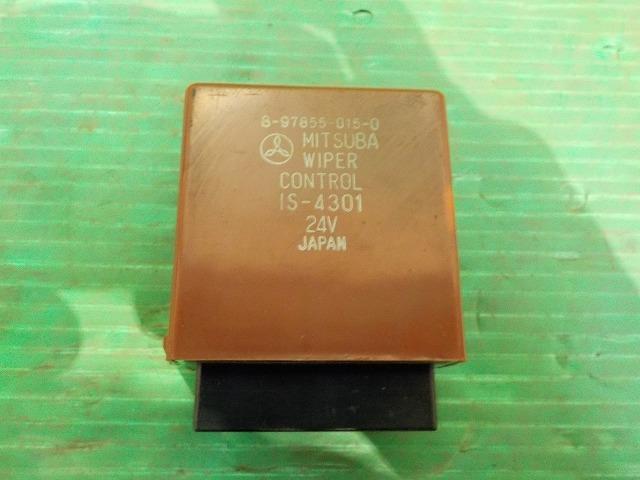 8-97855-015-0
MITSUBA
WIPER
CONTROL
IS-4301
24V
JAPAN